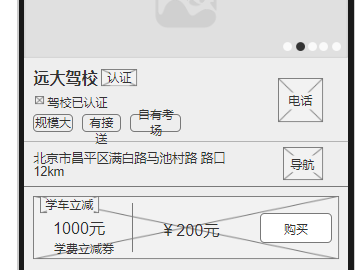 远大驾校 认证
驾校已认证
电话
规模大 有接送 自有考场
北京市昌平区满白路马池村路 路口
12km
导航
学车立减
1000元
学费立减券
￥200元
购买